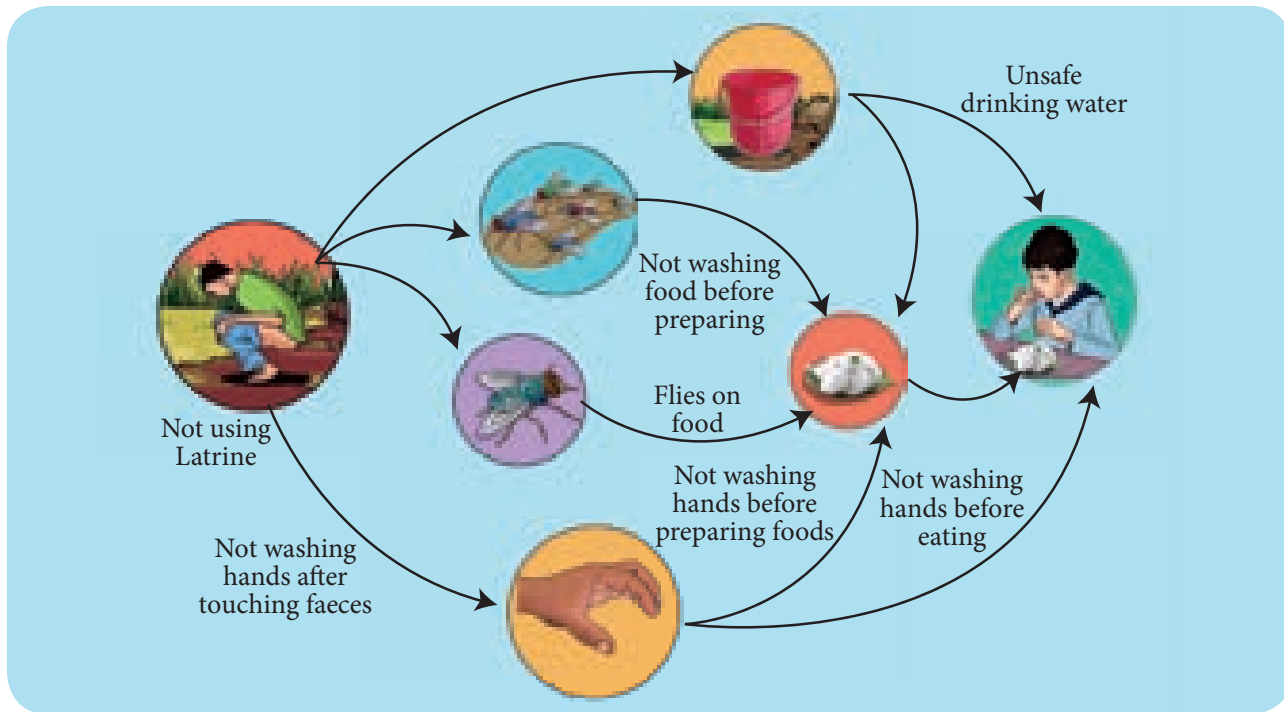 Unsafe
drinking water
Not washing
food before
preparing
Flies on
food
Not using
Latrine
Not washing
hands before
preparing foods
Not washing
hands before
eating
Not washing
hands after
touching faeces